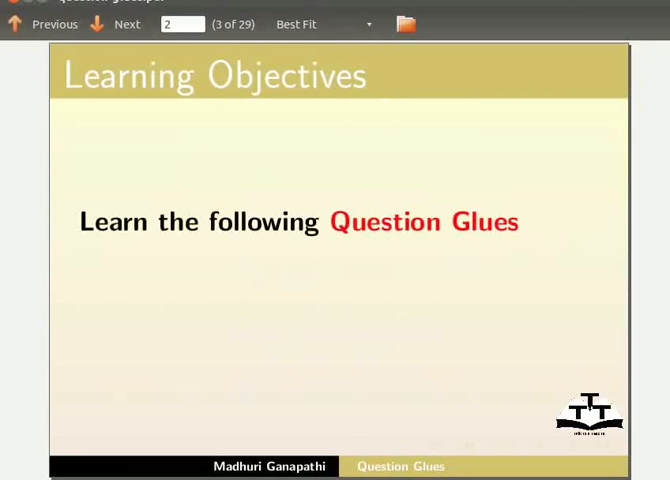 Previous Next 2 (3 of 29) Best Fit
Learning Objectives
Learn the following Question Glues
TTT
Madhuri Ganapathi Question Glues